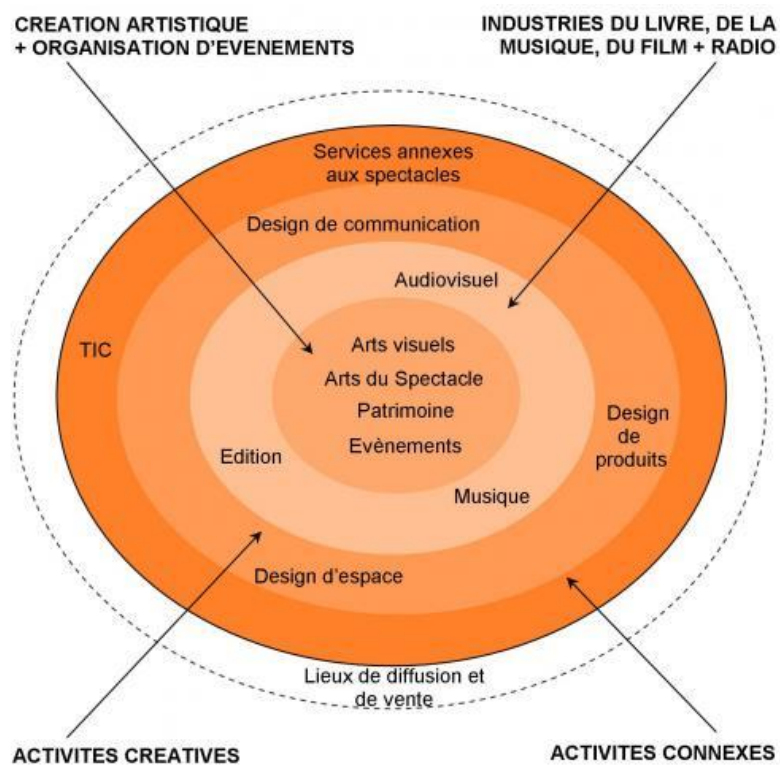 CREATION ARTISTIQUE
+ ORGANISATION D'EVENEMENTS
INDUSTRIES DU LIVRE, DE LA
MUSIQUE, DU FILM + RADIO
Services annexes
aux spectacles
Design de communication
Audiovisuel
TIC
Arts visuels
Arts du Spectacle
Patrimoine
Evènements
Design
de
produits
Edition
Musique
Design d'espace
Lieux de diffusion et
de vente
ACTIVITES CREATIVES
ACTIVITES CONNEXES